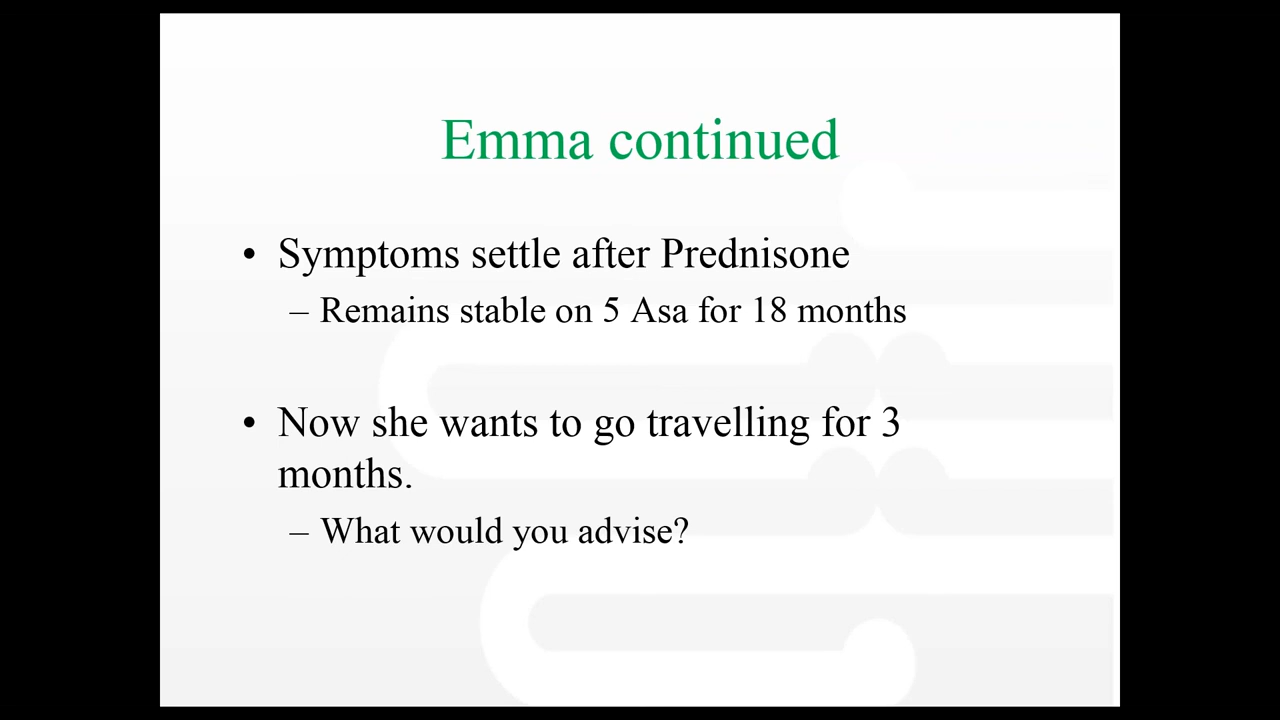 Emma continued
• Symptoms settle after Prednisone
– Remains stable on 5 Asa for 18 months
• Now she wants to go travelling for 3
months.
– What would you advise?